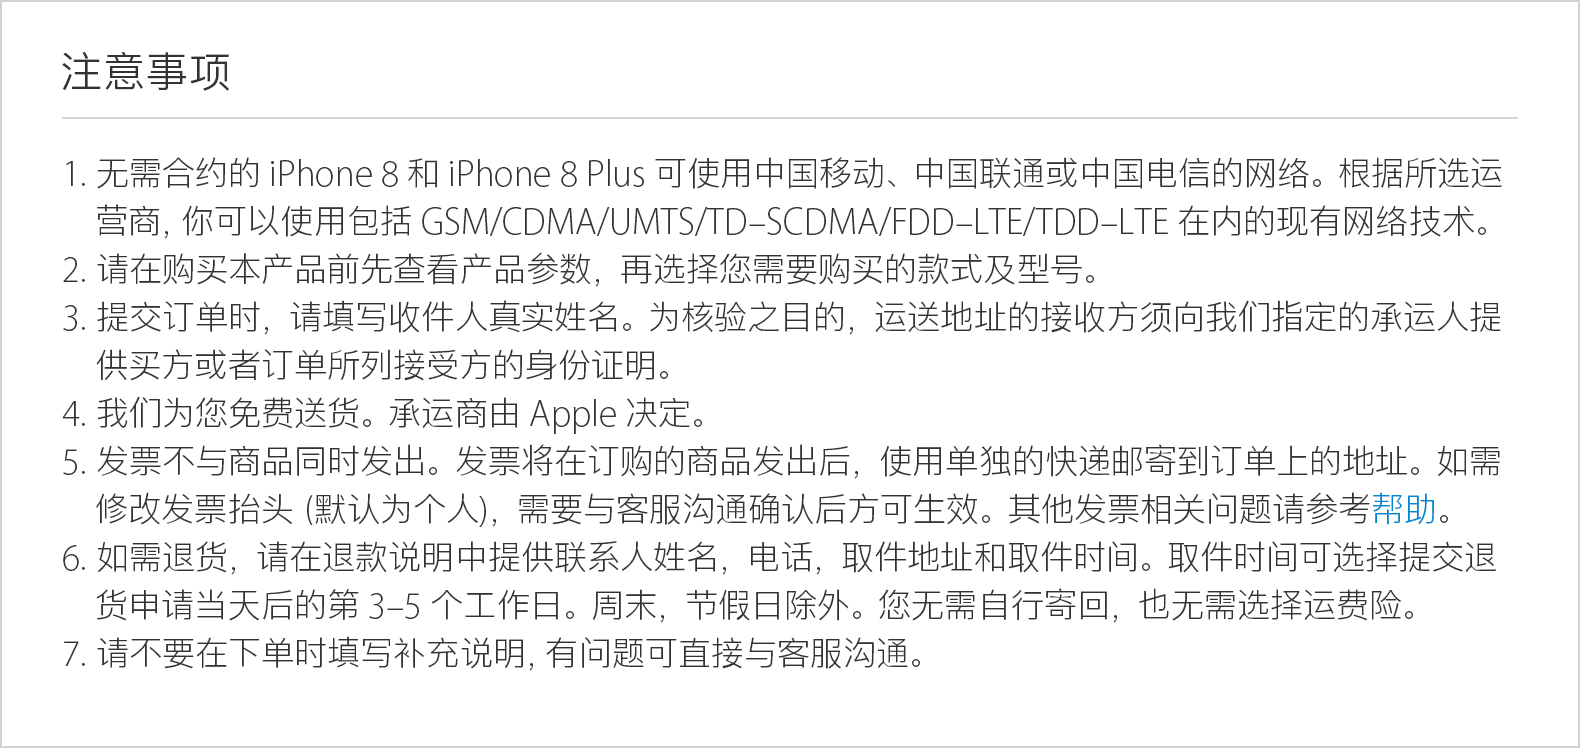 注意事项
1. 无需合约的 iPhone 8 和 iPhone 8 Plus 可使用中国移动、中国联通或中国电信的网络。根据所选运
营商, 你可以使用包括 GSM/CDMA/UMTS/TD–SCDMA/FDD–LTE/TDD–LTE 在内的现有网络技术。
2. 请在购买本产品前先查看产品参数，再选择您需要购买的款式及型号。
3. 提交订单时，请填写收件人真实姓名。为核验之目的，运送地址的接收方须向我们指定的承运人提
供买方或者订单所列接受方的身份证明。
4. 我们为您免费送货。承运商由 Apple 决定。
5. 发票不与商品同时发出。发票将在订购的商品发出后，使用单独的快递邮寄到订单上的地址。如需
修改发票抬头 (默认为个人)，需要与客服沟通确认后方可生效。其他发票相关问题请参考帮助。
6. 如需退货，请在退款说明中提供联系人姓名，电话，取件地址和取件时间。取件时间可选择提交退
货申请当天后的第 3–5 个工作日。周末，节假日除外。您无需自行寄回，也无需选择运费险。
7. 请不要在下单时填写补充说明, 有问题可直接与客服沟通。